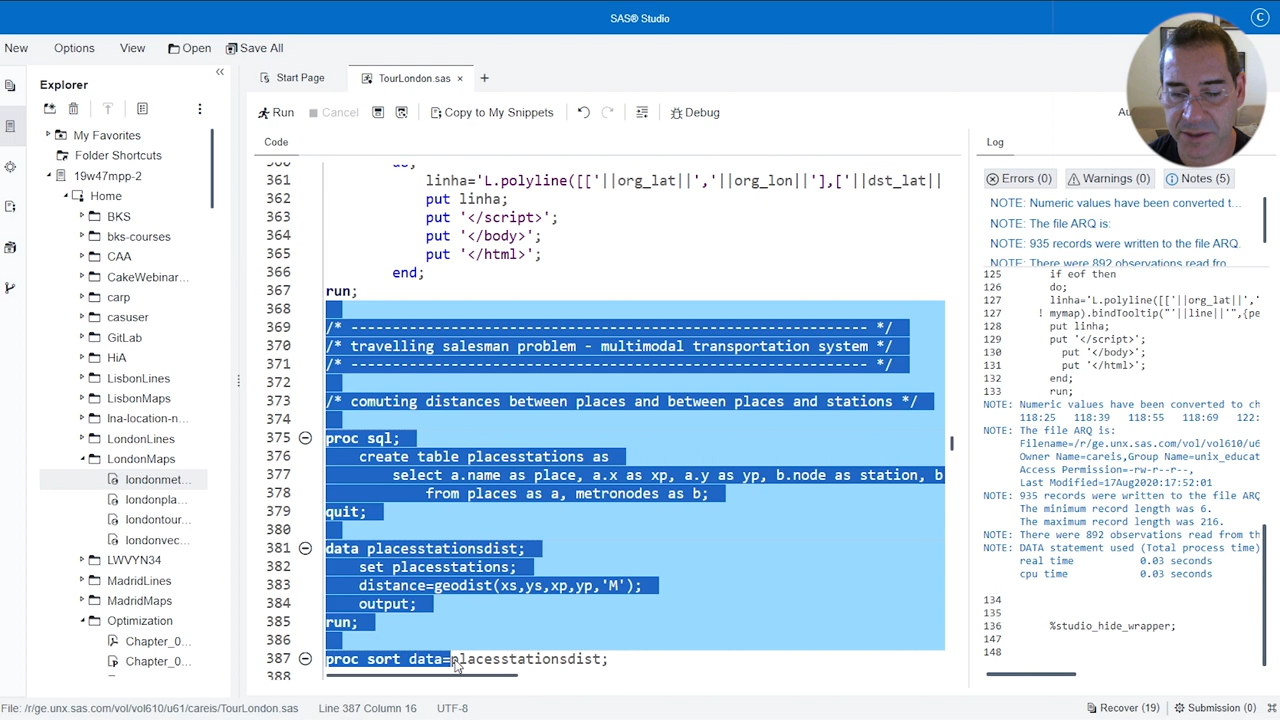 SAS® Studio
C
New
Options
View
Open
Save All
Explorer
Start Page
TourLondon.sas
Run
Cancel
Copy to My Snippets
Debug
Au
My Favorites
Folder Shortcuts
19w47mpp-2
Home
BKS
bks-courses
CAA
CakeWebinar...
carp
casuser
GitLab
HiA
LisbonLines
LisbonMaps
lna-location-n...
LondonLines
LondonMaps
londonmet...
londonpla...
londontour...
londonvec...
LWVYN34
MadridLines
MadridMaps
Optimization
Chapter_0...
Chapter_0...
Code
360 do;
361 linha='L.polyline([['||org_lat||','||org_lon||'],['||dst_lat||
362 put linha;
363 put '</script>';
364 put '</body>';
365 put '</html>';
366 end;
367 run;
368
369 /* --------------------------------------------------------------- */
370 /* travelling salesman problem - multimodal transportation system */
371 /* --------------------------------------------------------------- */
372
373 /* comuting distances between places and between places and stations */
374
375 proc sql;
376 create table placesstations as
377 select a.name as place, a.x as xp, a.y as yp, b.node as station, b
378 from places as a, metronodes as b;
379 quit;
380
381 data placesstationsdist;
382 set placesstations;
383 distance=geodist(xs,ys,xp,yp,'M');
384 output;
385 run;
386
387 proc sort data=placesstationsdist;
388
Log
Errors (0)
Warnings (0)
Notes (5)
NOTE: Numeric values have been converted t...
NOTE: The file ARQ is:
NOTE: 935 records were written to the file ARQ.
NOTE: There were 892 observations read fro...
125 if eof then
126 do;
127 linha='L.polyline([['||org_lat||','
127 ! mymap).bindTooltip("'||line||'",{pe
128 put linha;
129 put '</script>';
130 put '</body>';
131 put '</html>';
132 end;
133 run;
NOTE: Numeric values have been converted to ch
118:25 118:39 118:55 118:69 122:
NOTE: The file ARQ is:
Filename=/r/ge.unx.sas.com/vol/vol610/u6
Owner Name=careis,Group Name=unix_educat
Access Permission=-rw-r--r--,
Last Modified=17Aug2020:17:52:01
NOTE: 935 records were written to the file ARQ
The minimum record length was 6.
The maximum record length was 216.
NOTE: There were 892 observations read from th
NOTE: DATA statement used (Total process time)
real time 0.03 seconds
cpu time 0.03 seconds
134
135
136 %studio_hide_wrapper;
147
148
File: /r/ge.unx.sas.com/vol/vol610/u61/careis/TourLondon.sas
Line 387 Column 16
UTF-8
Recover (19)
Submission (0)